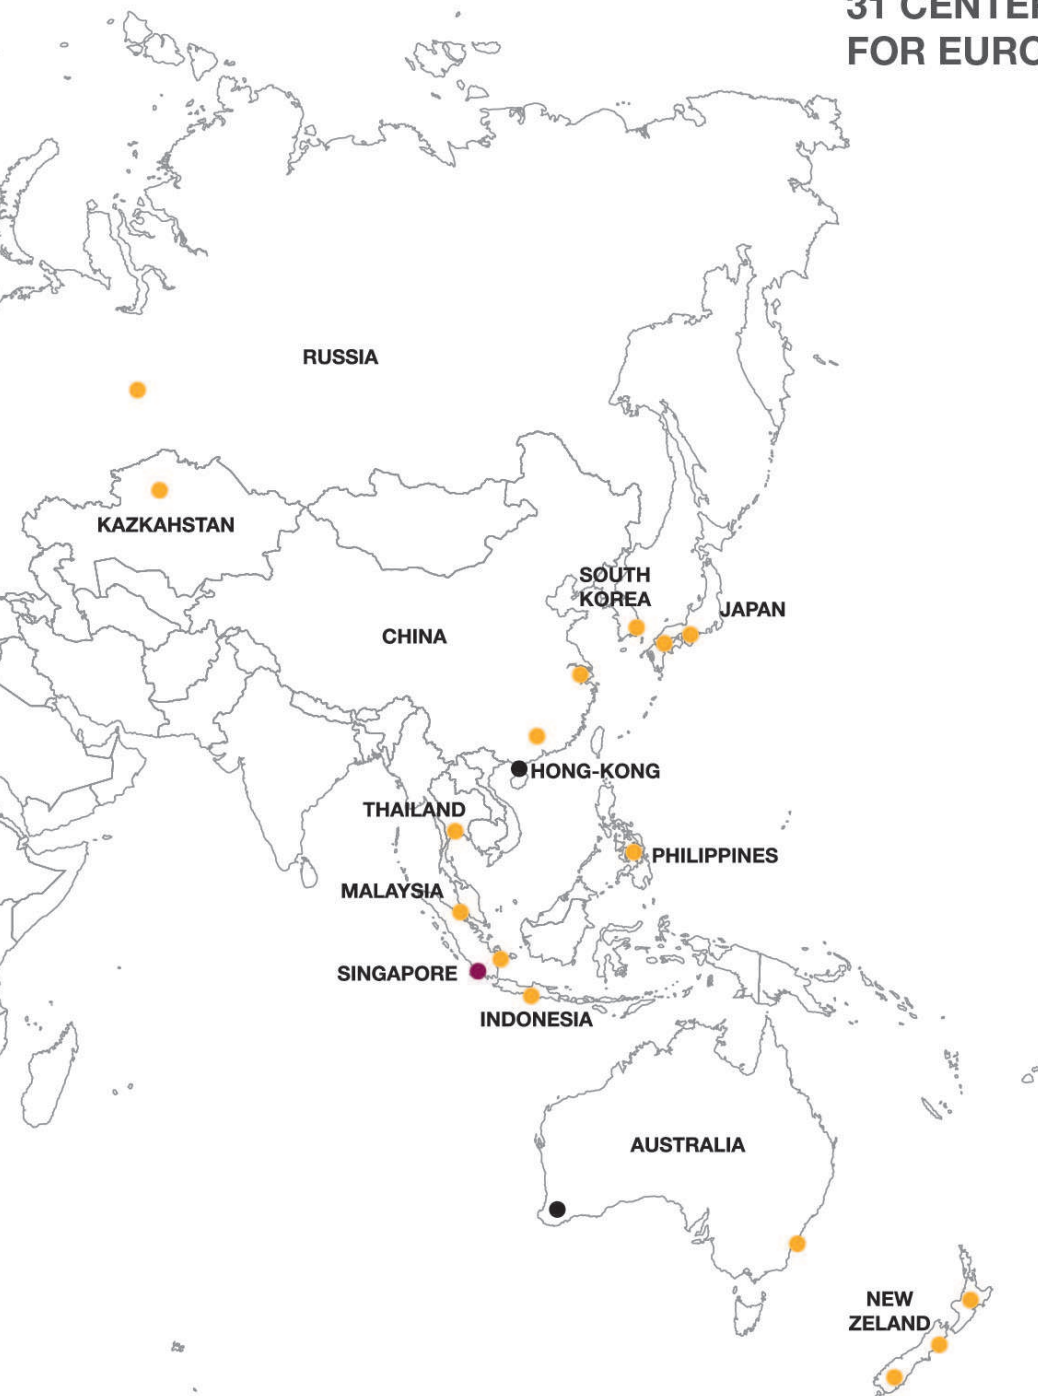 31 CENTER
FOR EURO
RUSSIA
KAZKAHSTAN
SOUTH
KOREA
JAPAN
CHINA
HONG-KONG
THAILAND
PHILIPPINES
MALAYSIA
SINGAPORE
INDONESIA
AUSTRALIA
NEW
ZELAND